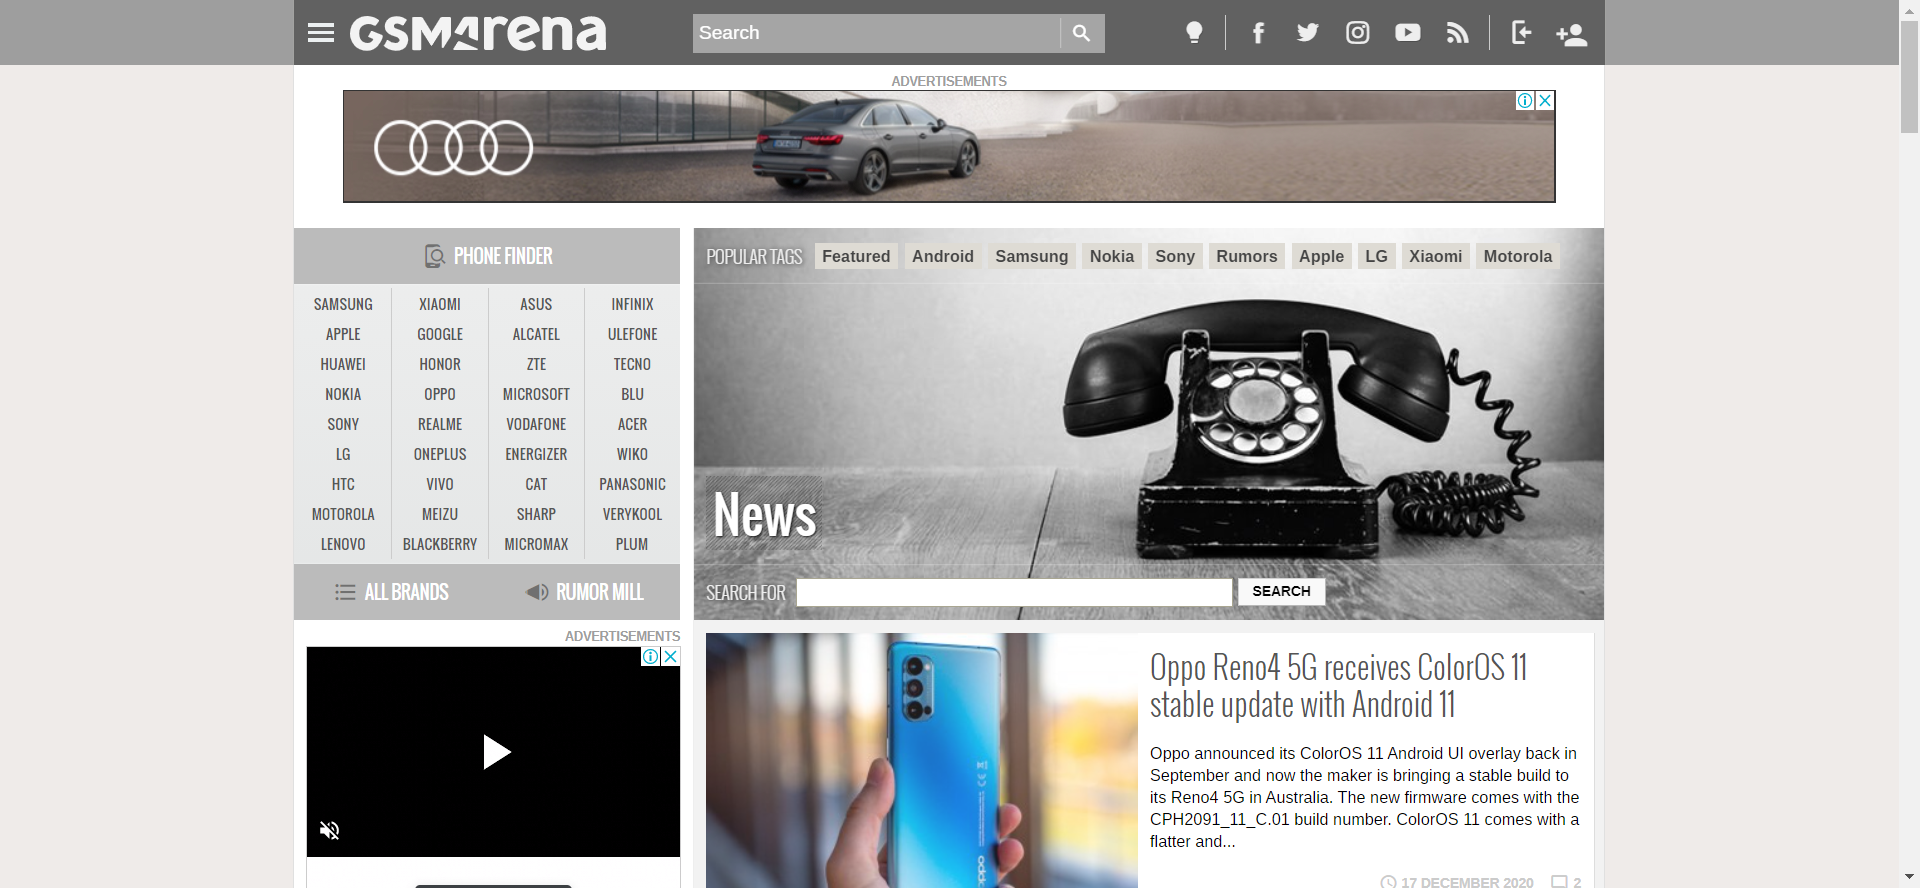 GSMArena
Search
ADVERTISEMENTS
PHONE FINDER
SAMSUNG XIAOMI ASUS INFINIX
APPLE GOOGLE ALCATEL ULEFONE
HUAWEI HONOR ZTE TECNO
NOKIA OPPO MICROSOFT BLU
SONY REALME VODAFONE ACER
LG ONEPLUS ENERGIZER WIKO
HTC VIVO CAT PANASONIC
MOTOROLA MEIZU SHARP VERYKOOL
LENOVO BLACKBERRY MICROMAX PLUM
ALL BRANDS RUMOR MILL
ADVERTISEMENTS
POPULAR TAGS Featured Android Samsung Nokia Sony Rumors Apple LG Xiaomi Motorola
News
SEARCH FOR SEARCH
oppo
Oppo Reno4 5G receives ColorOS 11
stable update with Android 11
Oppo announced its ColorOS 11 Android UI overlay back in
September and now the maker is bringing a stable build to
its Reno4 5G in Australia. The new firmware comes with the
CPH2091_11_C.01 build number. ColorOS 11 comes with a
flatter and...
17 DECEMBER 2020 2